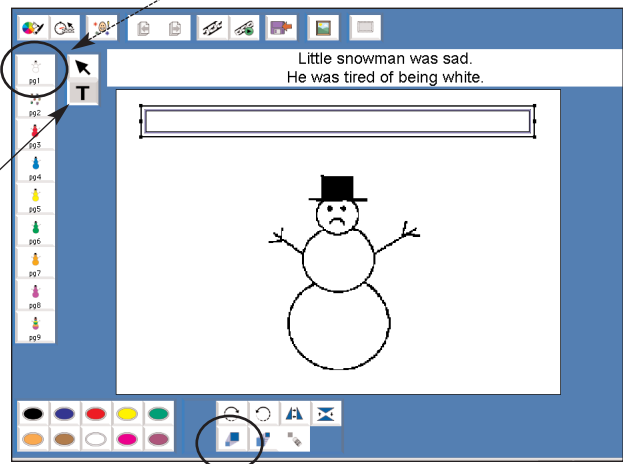 Little snowman was sad.
He was tired of being white.
pg1
T
pg2
pg3
pg4
pg5
pg6
pg7
pg8
pg9